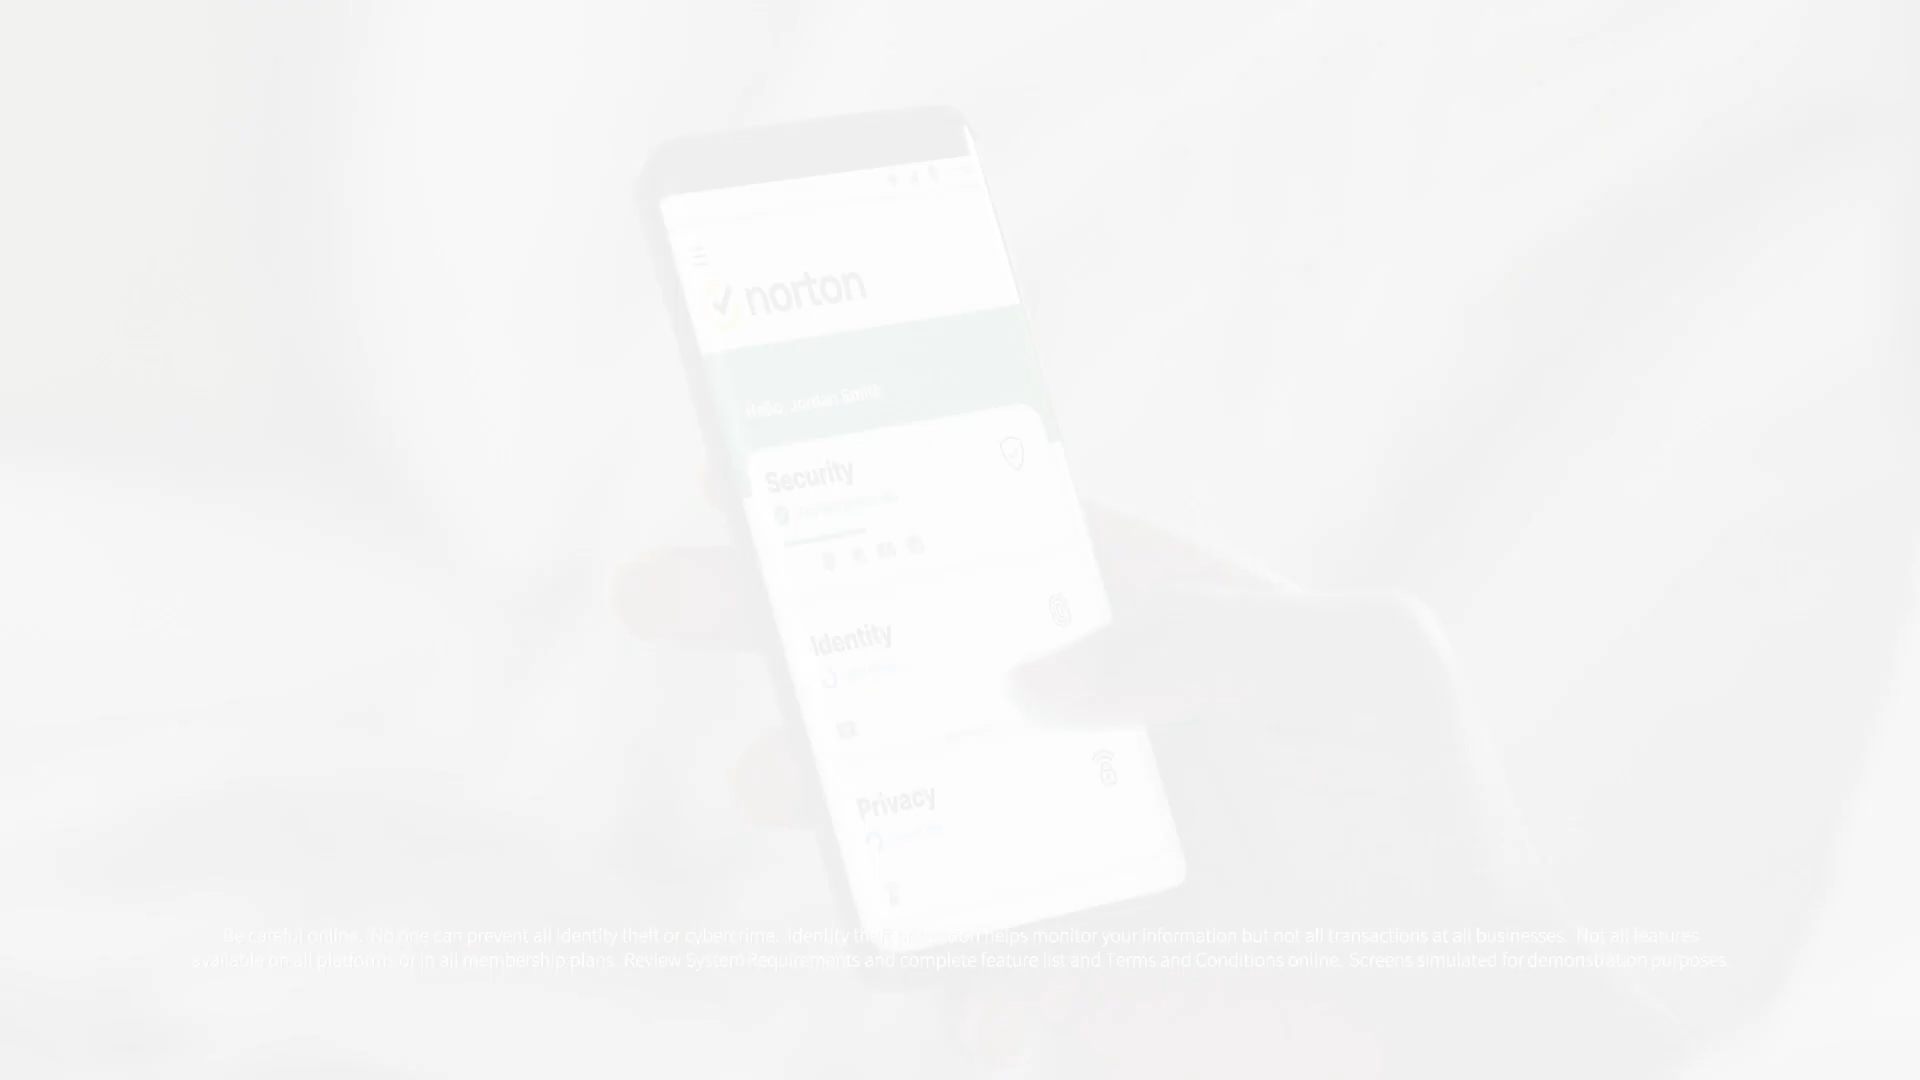 norton
Hello, Jordan Smith
Security
Identity
Privacy
Be careful online. No one can prevent all identity theft or cybercrime. Identity theft protection helps monitor your information but not all transactions at all businesses. Not all features
available on all platforms or in all membership plans. Review System Requirements and complete feature list and Terms and Conditions online. Screens simulated for demonstration purposes.